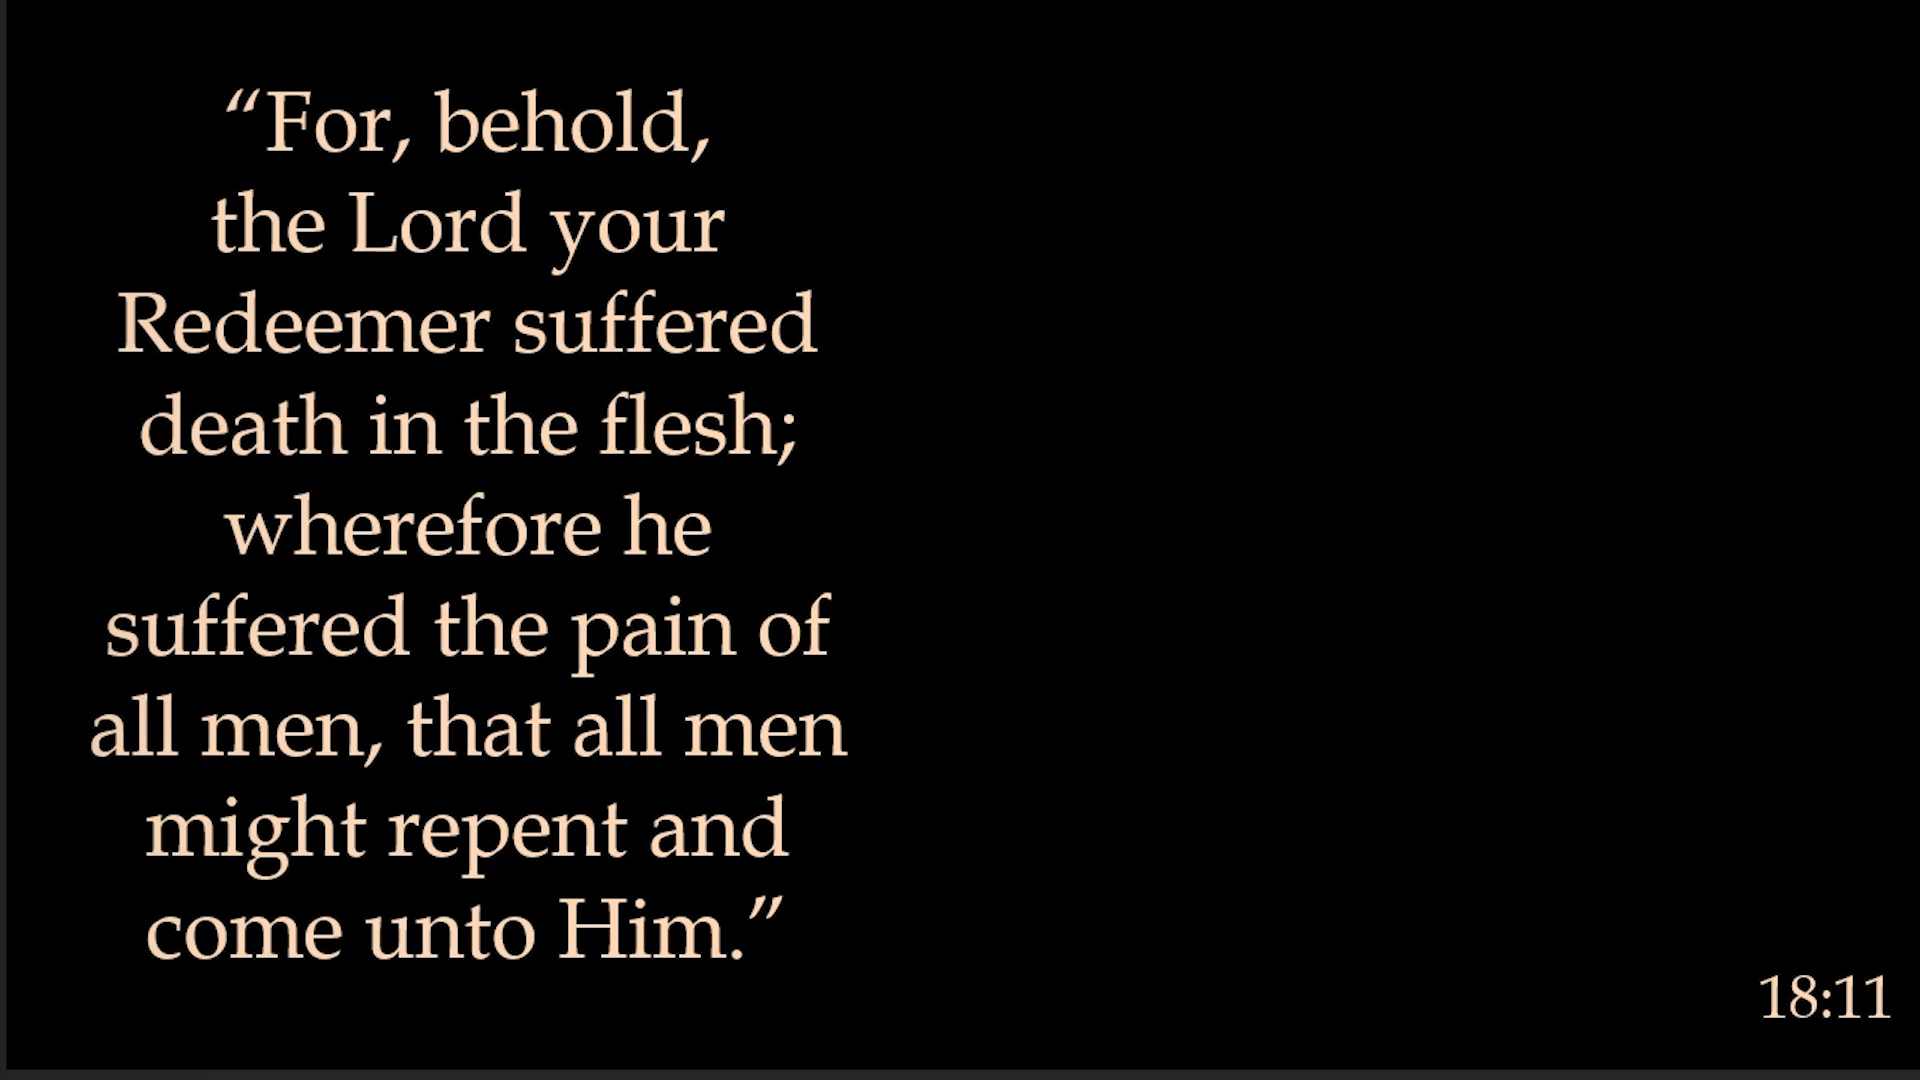 “For, behold,
the Lord your
Redeemer suffered
death in the flesh;
wherefore he
suffered the pain of
all men, that all men
might repent and
come unto Him.”
18:11